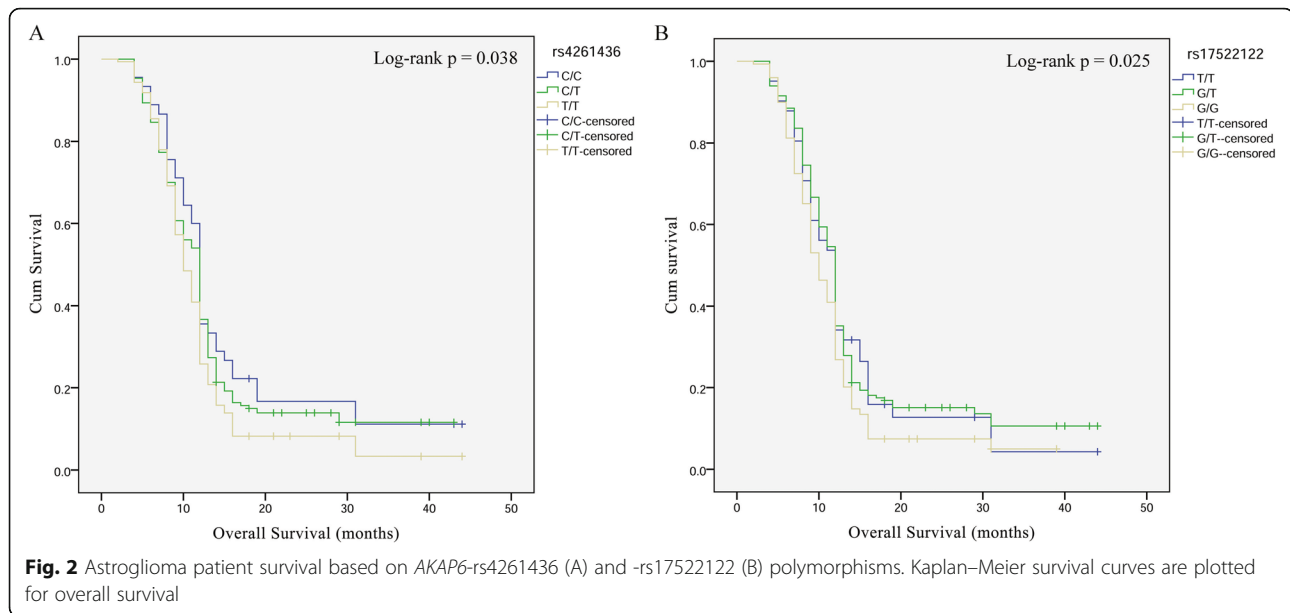 A
Log-rank p = 0.038
rs4261436
C/C
C/T
T/T
C/C-censored
C/T-censored
T/T-censored
Cum Survival
1.0
0.8
0.6
0.4
0.2
0.0
0 10 20 30 40 50
Overall Survival (months)
B
Log-rank p = 0.025
rs17522122
T/T
G/T
G/G
T/T-censored
G/T--censored
G/G--censored
Cum survival
1.0
0.8
0.6
0.4
0.2
0.0
0 10 20 30 40 50
Overall Survival (months)
Fig. 2 Astroglioma patient survival based on AKAP6-rs4261436 (A) and -rs17522122 (B) polymorphisms. Kaplan–Meier survival curves are plotted
for overall survival